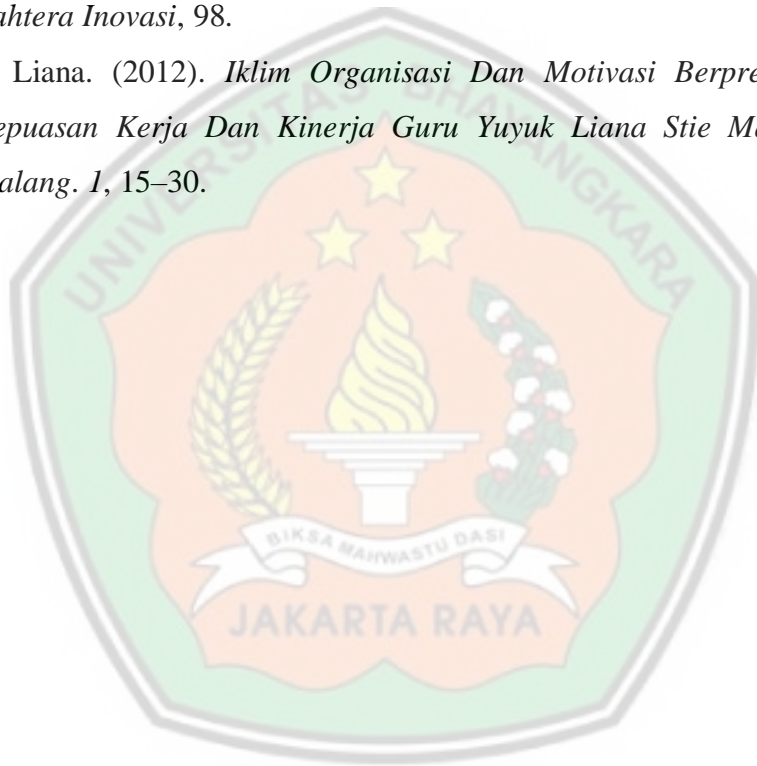 ahtera Inovasi, 98.
Liana. (2012). Iklim Organisasi Dan Motivasi Berpre
epuasan Kerja Dan Kinerja Guru Yuyuk Liana Stie Ma
alang. 1, 15–30.
UNIVERSITAS BHAYANGKARA
BIKSA MAHWASTU DASI
JAKARTA RAYA